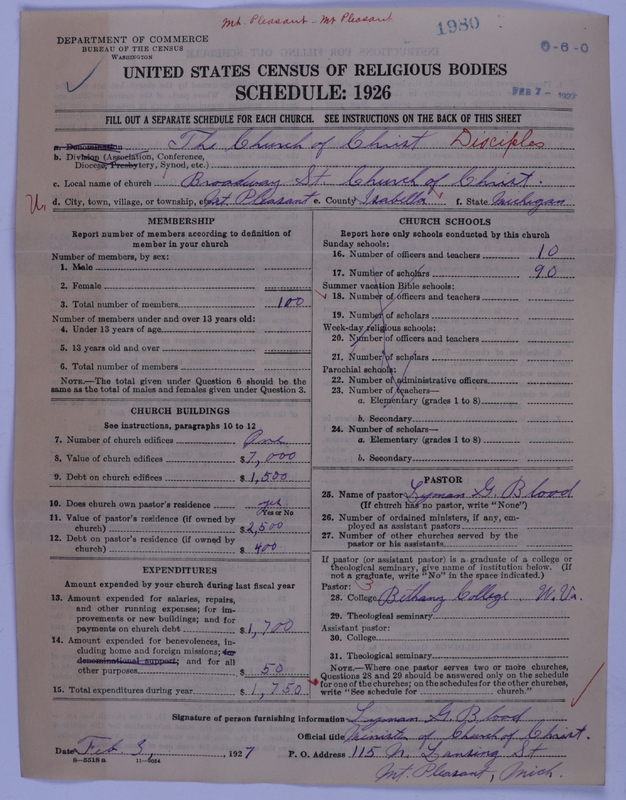 Mt. Pleasant - Mt Pleasant
1980
0-6-0
DEPARTMENT OF COMMERCE
BUREAU OF THE CENSUS
WASHINGTON
UNITED STATES CENSUS OF RELIGIOUS BODIES
SCHEDULE: 1926
FEB 7 - 1927
FILL OUT A SEPARATE SCHEDULE FOR EACH CHURCH. SEE INSTRUCTIONS ON THE BACK OF THIS SHEET
a. Denomination The Church of Christ Disciples
b. Division (Association, Conference,
Diocese, Presbytery, Synod, etc.)
c. Local name of church Broadway St. Church of Christ.
d. City, town, village, or township, etc. Mt. Pleasant e. County Isabella f. State Michigan
MEMBERSHIP
Report number of members according to definition of
member in your church
Number of members, by sex:
1. Male
2. Female
3. Total number of members 100
Number of members under and over 13 years old:
4. Under 13 years of age
5. 13 years old and over
6. Total number of members
NOTE.—The total given under Question 6 should be the
same as the total of males and females given under Question 3.
CHURCH BUILDINGS
See instructions, paragraphs 10 to 12
7. Number of church edifices One
8. Value of church edifices $7,000
9. Debt on church edifices $1,500
10. Does church own pastor's residence yes
Yes or No
11. Value of pastor's residence (if owned by
church) $2,500
12. Debt on pastor's residence (if owned by
church) $400
EXPENDITURES
Amount expended by your church during last fiscal year
13. Amount expended for salaries, repairs,
and other running expenses; for im-
provements or new buildings; and for
payments on church debt $1,700
14. Amount expended for benevolences, in-
cluding home and foreign missions; for
denominational support; and for all
other purposes $50
15. Total expenditures during year $1,750
CHURCH SCHOOLS
Report here only schools conducted by this church
Sunday schools:
16. Number of officers and teachers 10
17. Number of scholars 90
Summer vacation Bible schools:
18. Number of officers and teachers
19. Number of scholars
Week-day religious schools:
20. Number of officers and teachers
21. Number of scholars
Parochial schools:
22. Number of administrative officers
23. Number of teachers—
a. Elementary (grades 1 to 8)
b. Secondary
24. Number of scholars—
a. Elementary (grades 1 to 8)
b. Secondary
PASTOR
25. Name of pastor Lyman G. Blood
(If church has no pastor, write "None")
26. Number of ordained ministers, if any, em-
ployed as assistant pastors
27. Number of other churches served by the
pastor or his assistants
If pastor (or assistant pastor) is a graduate of a college or
theological seminary, give name of institution below. (If
not a graduate, write "No" in the space indicated.)
Pastor: 3
28. College Bethany College. W. Va.
29. Theological seminary
Assistant pastor:
30. College
31. Theological seminary
NOTE.—Where one pastor serves two or more churches,
Questions 28 and 29 should be answered only on the schedule
for one of the churches; on the schedules for the other churches,
write "See schedule for church."
Signature of person furnishing information Lyman G. Blood
Official title Minister of Church of Christ.
Date Feb 3, 1927 P. O. Address 115 N. Lansing St
8—5518a 11—9024 Mt. Pleasant, Mich.